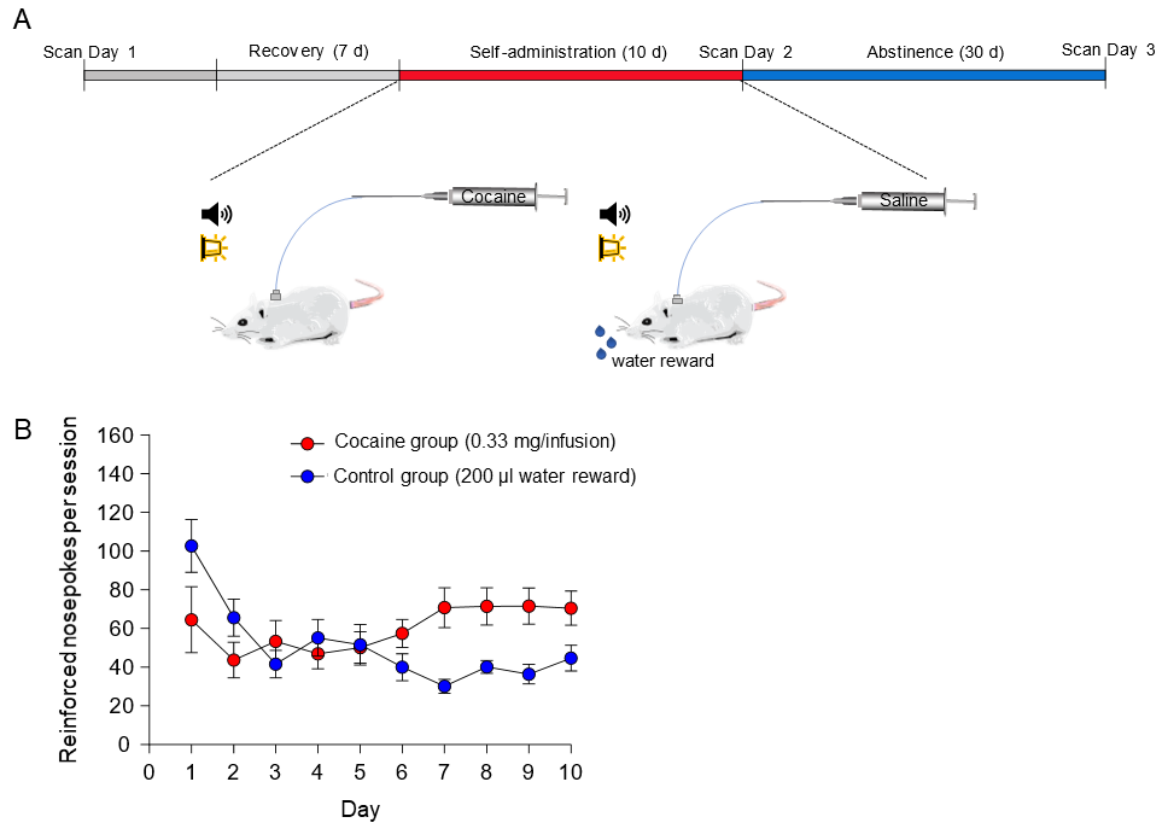 A
Scan Day 1
Recovery (7 d)
Self-administration (10 d)
Scan Day 2
Abstinence (30 d)
Scan Day 3
Cocaine
Saline
water reward
B
Reinforced nosepokes per session
160
140
120
100
80
60
40
20
0
Cocaine group (0.33 mg/infusion)
Control group (200 µl water reward)
0 1 2 3 4 5 6 7 8 9 10
Day